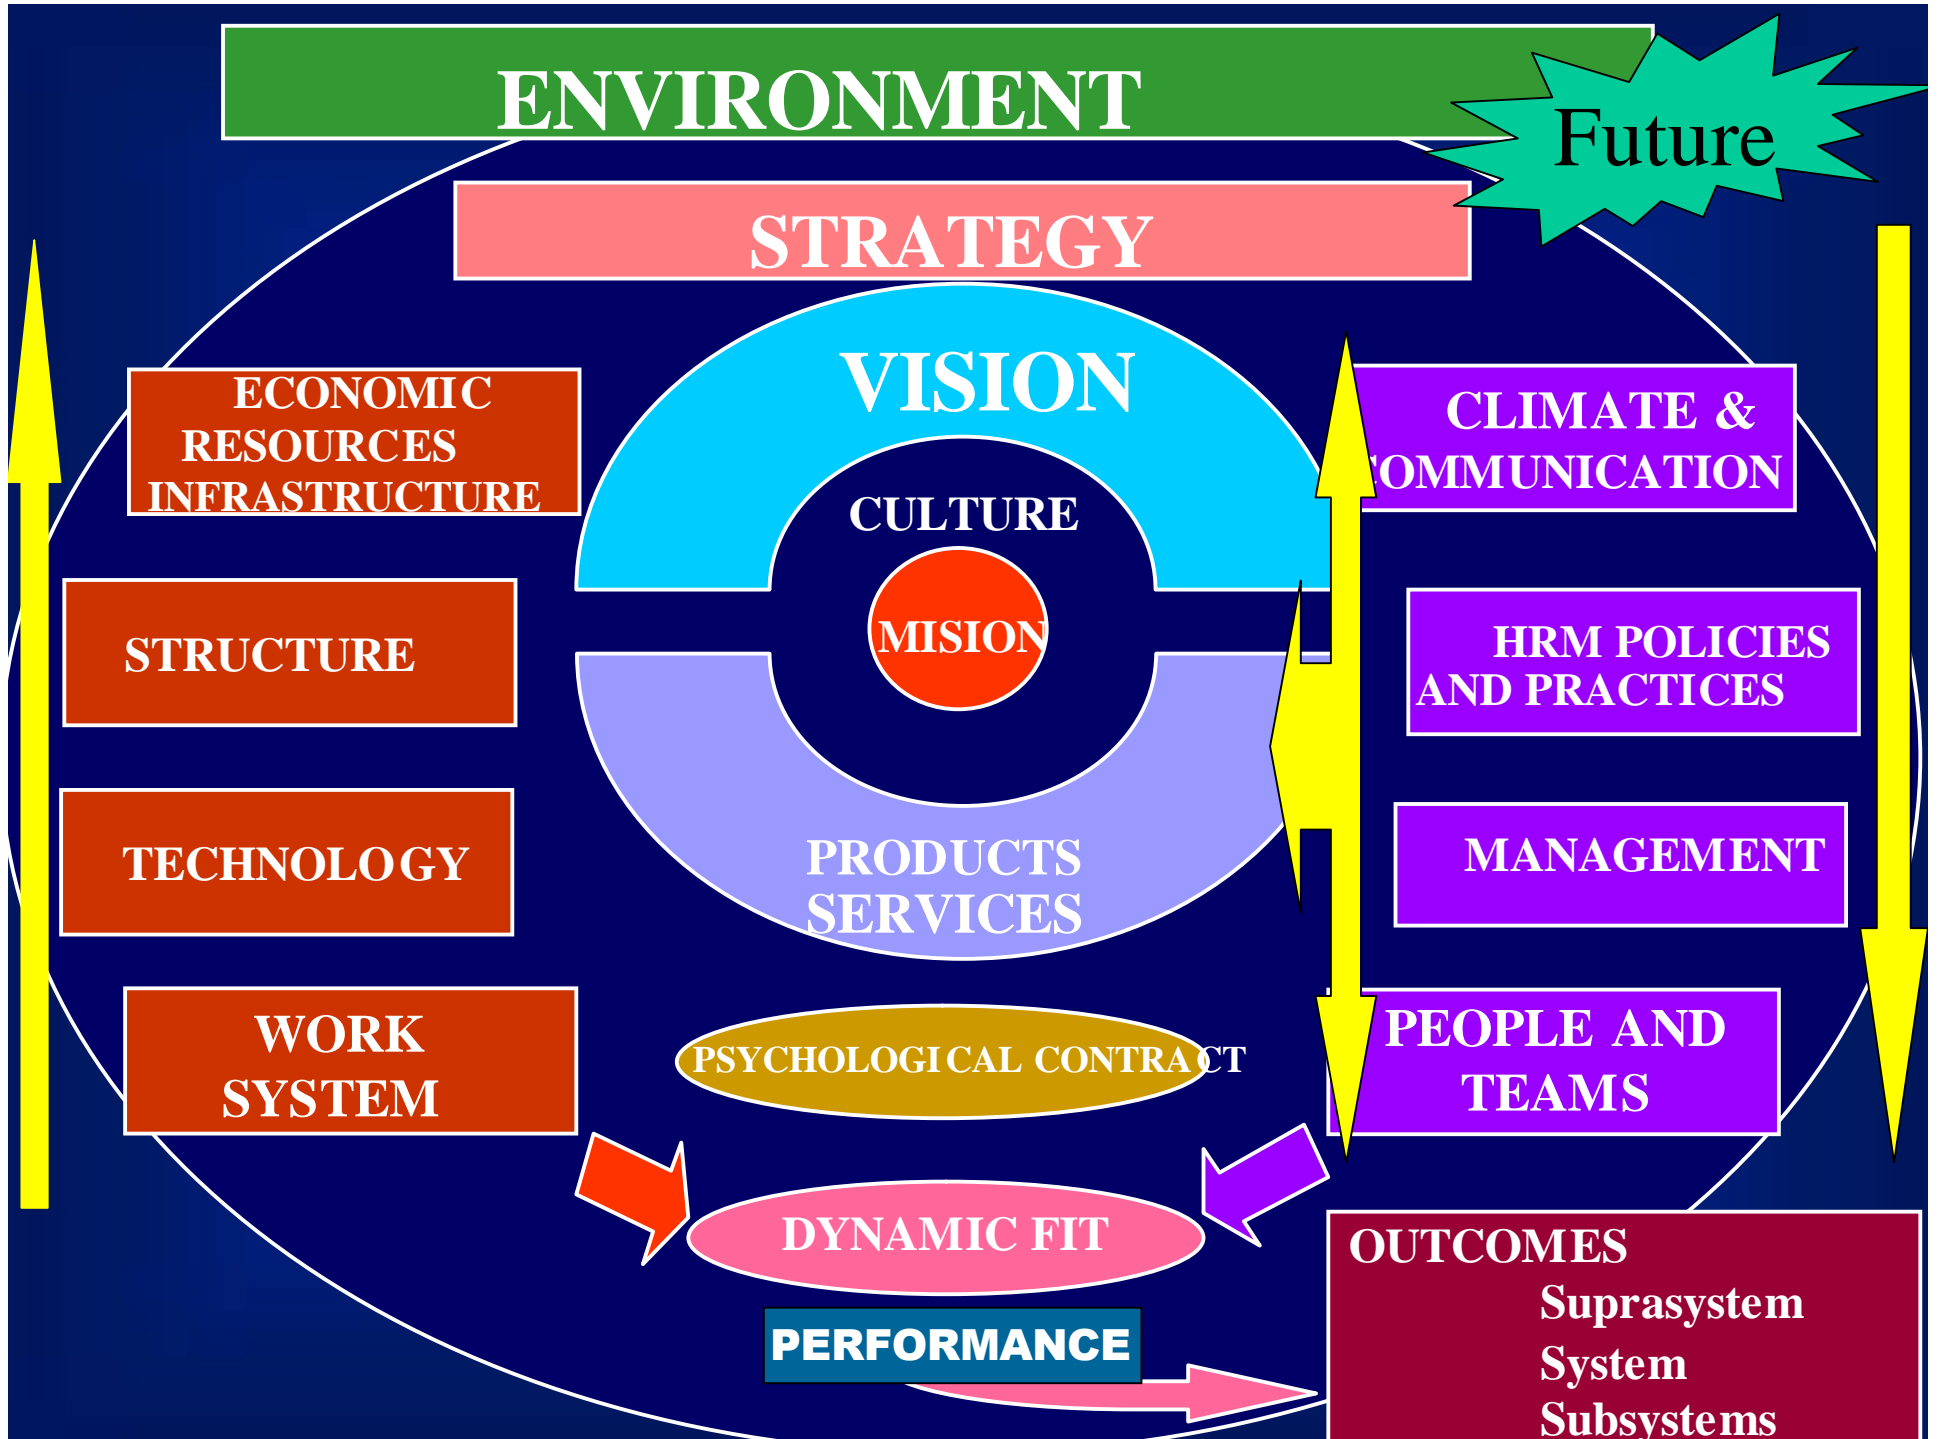 ENVIRONMENT
Future
STRATEGY
VISION
ECONOMIC
RESOURCES
INFRASTRUCTURE
CLIMATE &
COMMUNICATION
CULTURE
MISION
STRUCTURE
HRM POLICIES
AND PRACTICES
TECHNOLOGY
PRODUCTS
SERVICES
MANAGEMENT
WORK
SYSTEM
PSYCHOLOGICAL CONTRACT
PEOPLE AND
TEAMS
DYNAMIC FIT
PERFORMANCE
OUTCOMES
Suprasystem
System
Subsystems